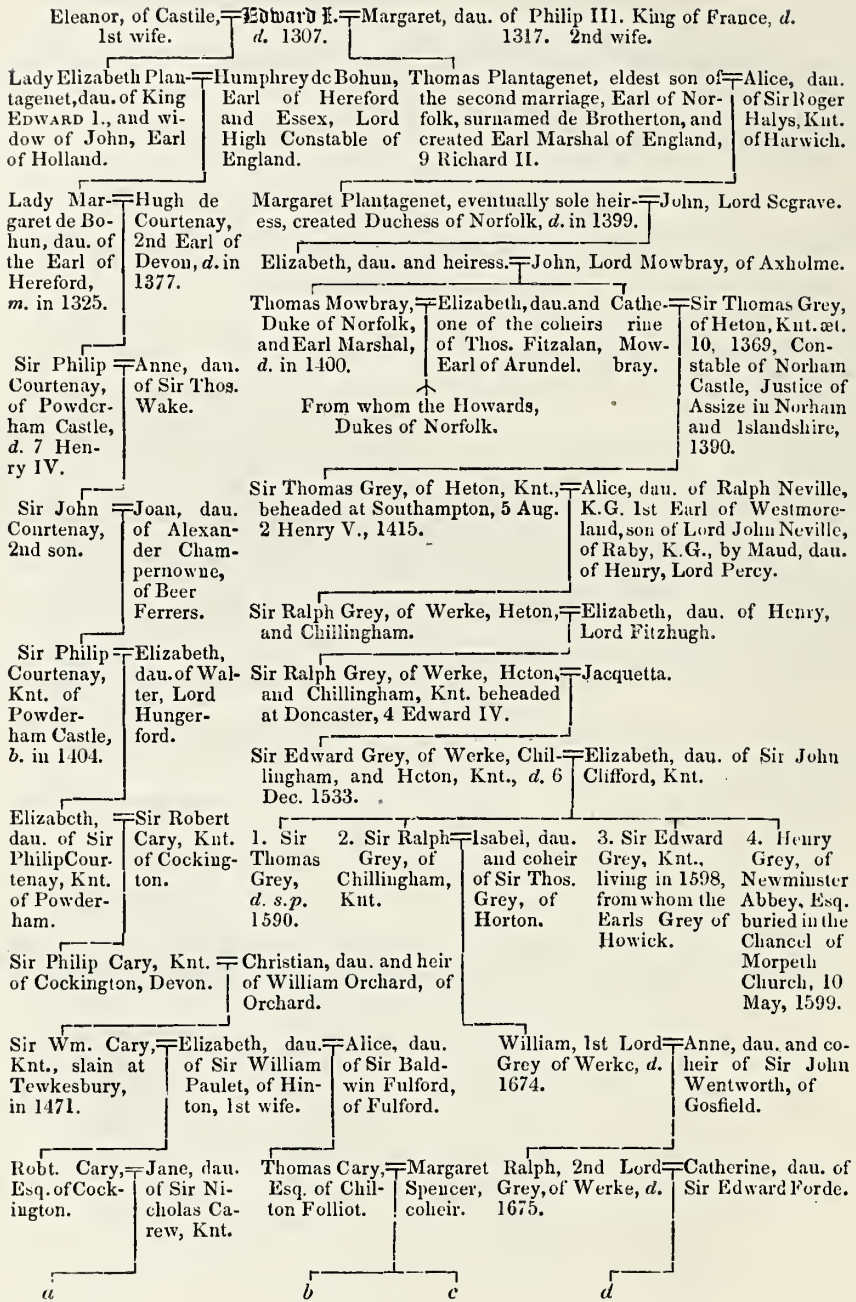 Eleanor, of Castile, Edward I. Margaret, dau. of Philip III. King of France, d.
1st wife. d. 1307. 1317. 2nd wife.
Lady Elizabeth Plan-
tagenet, dau. of King
EDWARD I., and wi-
dow of John, Earl
of Holland.
Humphrey de Bohun,
Earl of Hereford
and Essex, Lord
High Constable of
England.
Thomas Plantagenet, eldest son of
the second marriage, Earl of Nor-
folk, surnamed de Brotherton, and
created Earl Marshal of England,
9 Richard II.
Alice, dau.
of Sir Roger
Halys, Knt.
of Harwich.
Lady Mar-
garet de Bo-
hun, dau. of
the Earl of
Hereford,
m. in 1325.
Hugh de
Courtenay,
2nd Earl of
Devon, d. in
1377.
Margaret Plantagenet, eventually sole heir-
ess, created Duchess of Norfolk, d. in 1399.
John, Lord Segrave.
Elizabeth, dau. and heiress.
John, Lord Mowbray, of Axholme.
Thomas Mowbray,
Duke of Norfolk,
and Earl Marshal,
d. in 1400.
Elizabeth, dau. and
one of the coheirs
of Thos. Fitzalan,
Earl of Arundel.
Cathe-
rine
Mow-
bray.
Sir Thomas Grey,
of Heton, Knt. æt.
10, 1369, Con-
stable of Norham
Castle, Justice of
Assize in Norham
and Islandshire,
1390.
From whom the Howards,
Dukes of Norfolk.
Sir Philip
Courtenay,
of Powder-
ham Castle,
d. 7 Hen-
ry IV.
Anne, dau.
of Sir Thos.
Wake.
Sir Thomas Grey, of Heton, Knt.,
beheaded at Southampton, 5 Aug.
2 Henry V., 1415.
Alice, dau. of Ralph Neville,
K.G. 1st Earl of Westmore-
land, son of Lord John Neville,
of Raby, K.G., by Maud, dau.
of Henry, Lord Percy.
Sir John
Courtenay,
2nd son.
Joan, dau.
of Alexan-
der Cham-
pernowne,
of Beer
Ferrers.
Sir Ralph Grey, of Werke, Heton,
and Chillingham.
Elizabeth, dau. of Henry,
Lord Fitzhugh.
Sir Philip
Courtenay,
Knt. of
Powder-
ham Castle,
b. in 1404.
Elizabeth,
dau. of Wal-
ter, Lord
Hunger-
ford.
Sir Ralph Grey, of Werke, Heton,
and Chillingham, Knt. beheaded
at Doncaster, 4 Edward IV.
Jacquetta.
Sir Edward Grey, of Werke, Chil-
lingham, and Heton, Knt., d. 6
Dec. 1533.
Elizabeth, dau. of Sir John
Clifford, Knt.
Elizabeth,
dau. of Sir
Philip Cour-
tenay, Knt.
of Powder-
ham.
Sir Robert
Cary, Knt.
of Cocking-
ton.
1. Sir
Thomas
Grey,
d. s.p.
1590.
2. Sir Ralph
Grey, of
Chillingham,
Knt.
Isabel, dau.
and coheir
of Sir Thos.
Grey, of
Horton.
3. Sir Edward
Grey, Knt.,
living in 1598,
from whom the
Earls Grey of
Howick.
4. Henry
Grey, of
Newminster
Abbey, Esq.
buried in the
Chancel of
Morpeth
Church, 10
May, 1599.
Sir Philip Cary, Knt.
of Cockington, Devon.
Christian, dau. and heir
of William Orchard, of
Orchard.
Sir Wm. Cary,
Knt., slain at
Tewkesbury,
in 1471.
Elizabeth, dau.
of Sir William
Paulet, of Hin-
ton, 1st wife.
Alice, dau.
of Sir Bald-
win Fulford,
of Fulford.
William, 1st Lord
Grey of Werke, d.
1674.
Anne, dau. and co-
heir of Sir John
Wentworth, of
Gosfield.
Robt. Cary,
Esq. of Cock-
ington.
Jane, dau.
of Sir Ni-
cholas Ca-
rew, Knt.
Thomas Cary,
Esq. of Chil-
ton Folliot.
Margaret
Spencer,
coheir.
Ralph, 2nd Lord
Grey, of Werke, d.
1675.
Catherine, dau. of
Sir Edward Forde.
a b c d